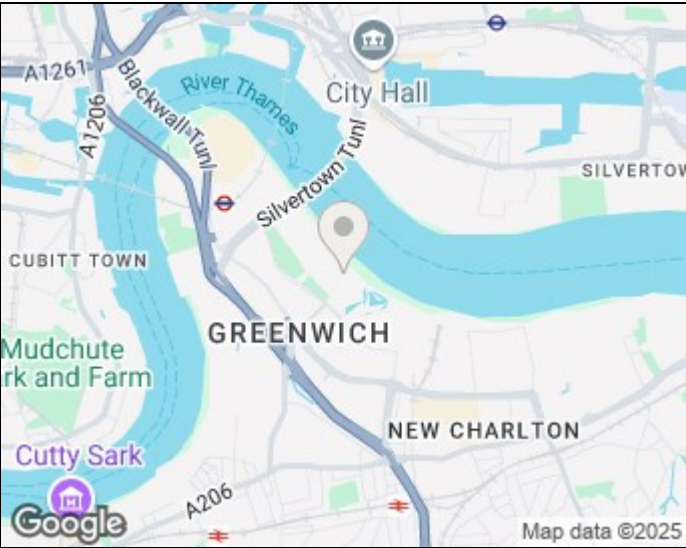 A1261
Blackwall Tunl
A1206
River Thames
City Hall
Silvertown Tunl
SILVERTOW
CUBITT TOWN
GREENWICH
Mudchute
rk and Farm
NEW CHARLTON
Cutty Sark
A206
Google
Map data ©2025